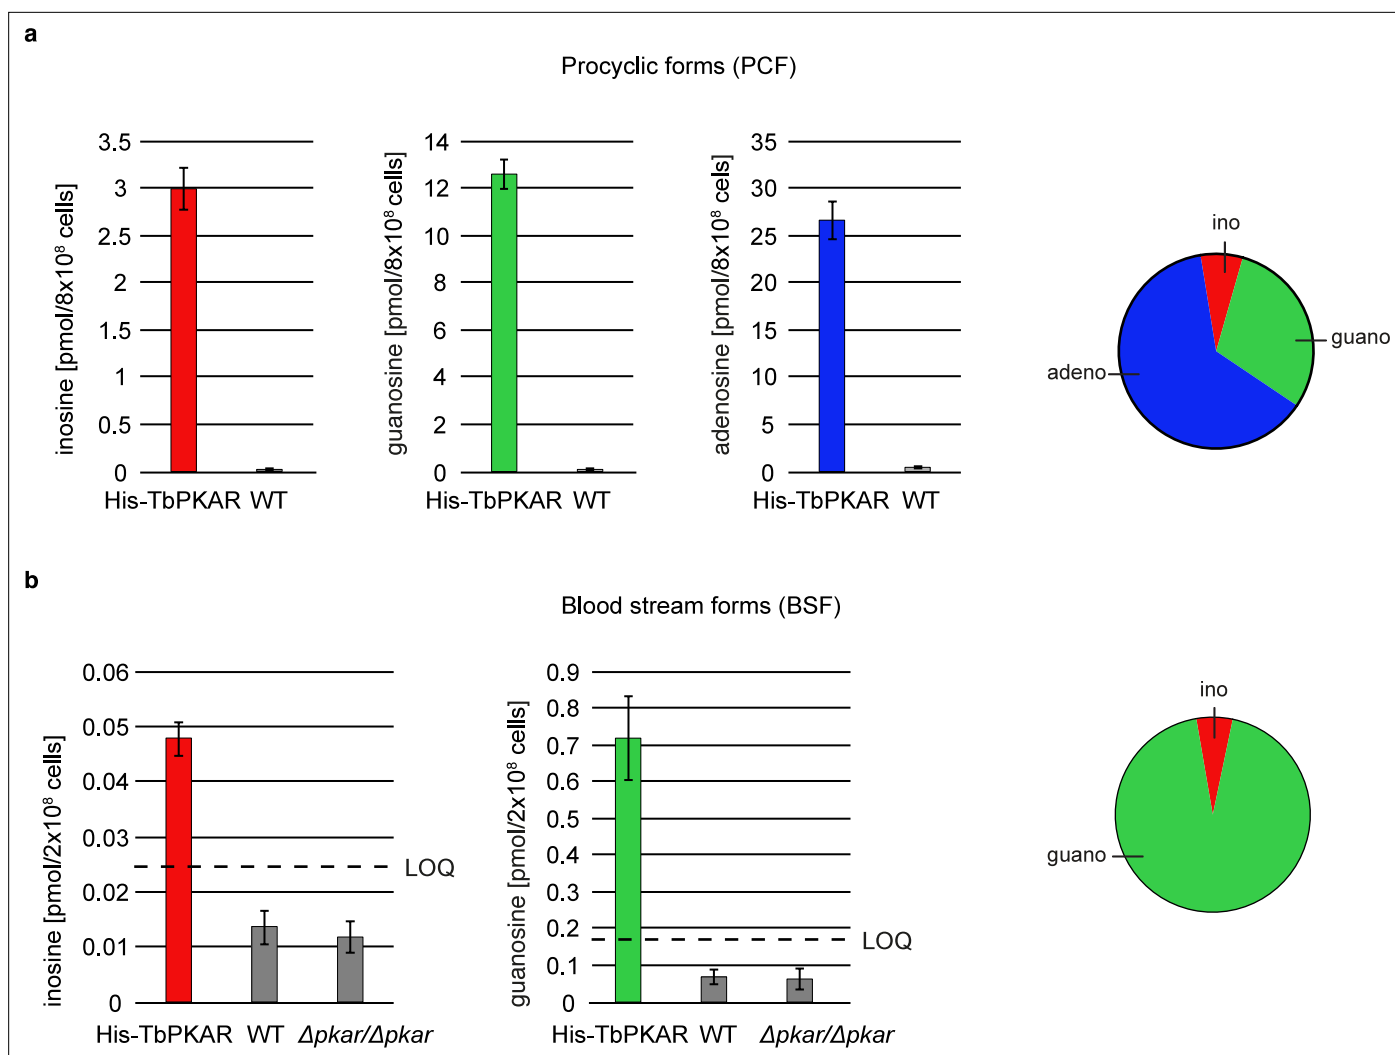 a
Procyclic forms (PCF)
inosine [pmol/8x10⁸ cells]
3.5
3
2.5
2
1.5
1
0.5
0
His-TbPKAR WT
guanosine [pmol/8x10⁸ cells]
14
12
10
8
6
4
2
0
His-TbPKAR WT
adenosine [pmol/8x10⁸ cells]
35
30
25
20
15
10
5
0
His-TbPKAR WT
ino
guano
adeno
b
Blood stream forms (BSF)
inosine [pmol/2x10⁸ cells]
0.06
0.05
0.04
0.03
0.02
0.01
0
LOQ
His-TbPKAR WT Δpkar/Δpkar
guanosine [pmol/2x10⁸ cells]
0.9
0.8
0.7
0.6
0.5
0.4
0.3
0.2
0.1
0
LOQ
His-TbPKAR WT Δpkar/Δpkar
ino
guano